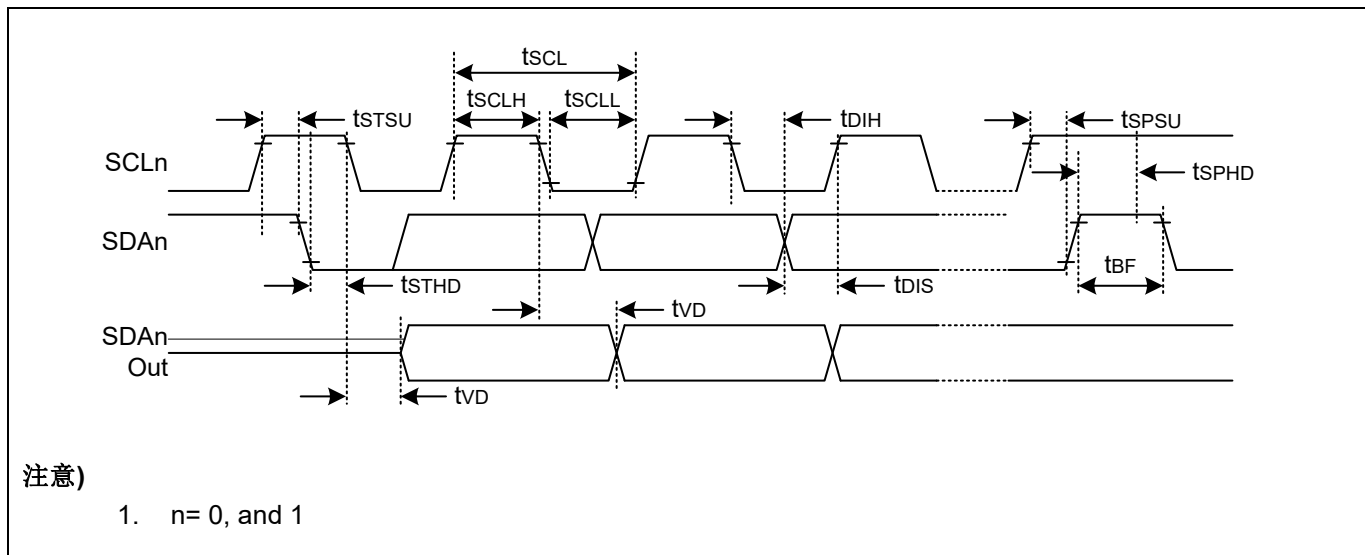 tSCL
tSCLH tSCLL
tSTSU tDIH tSPSU
SCLn
tSPHD
SDAn
tBF
tSTHD tDIS
tVD
SDAn
Out
tVD
注意)
1. n= 0, and 1